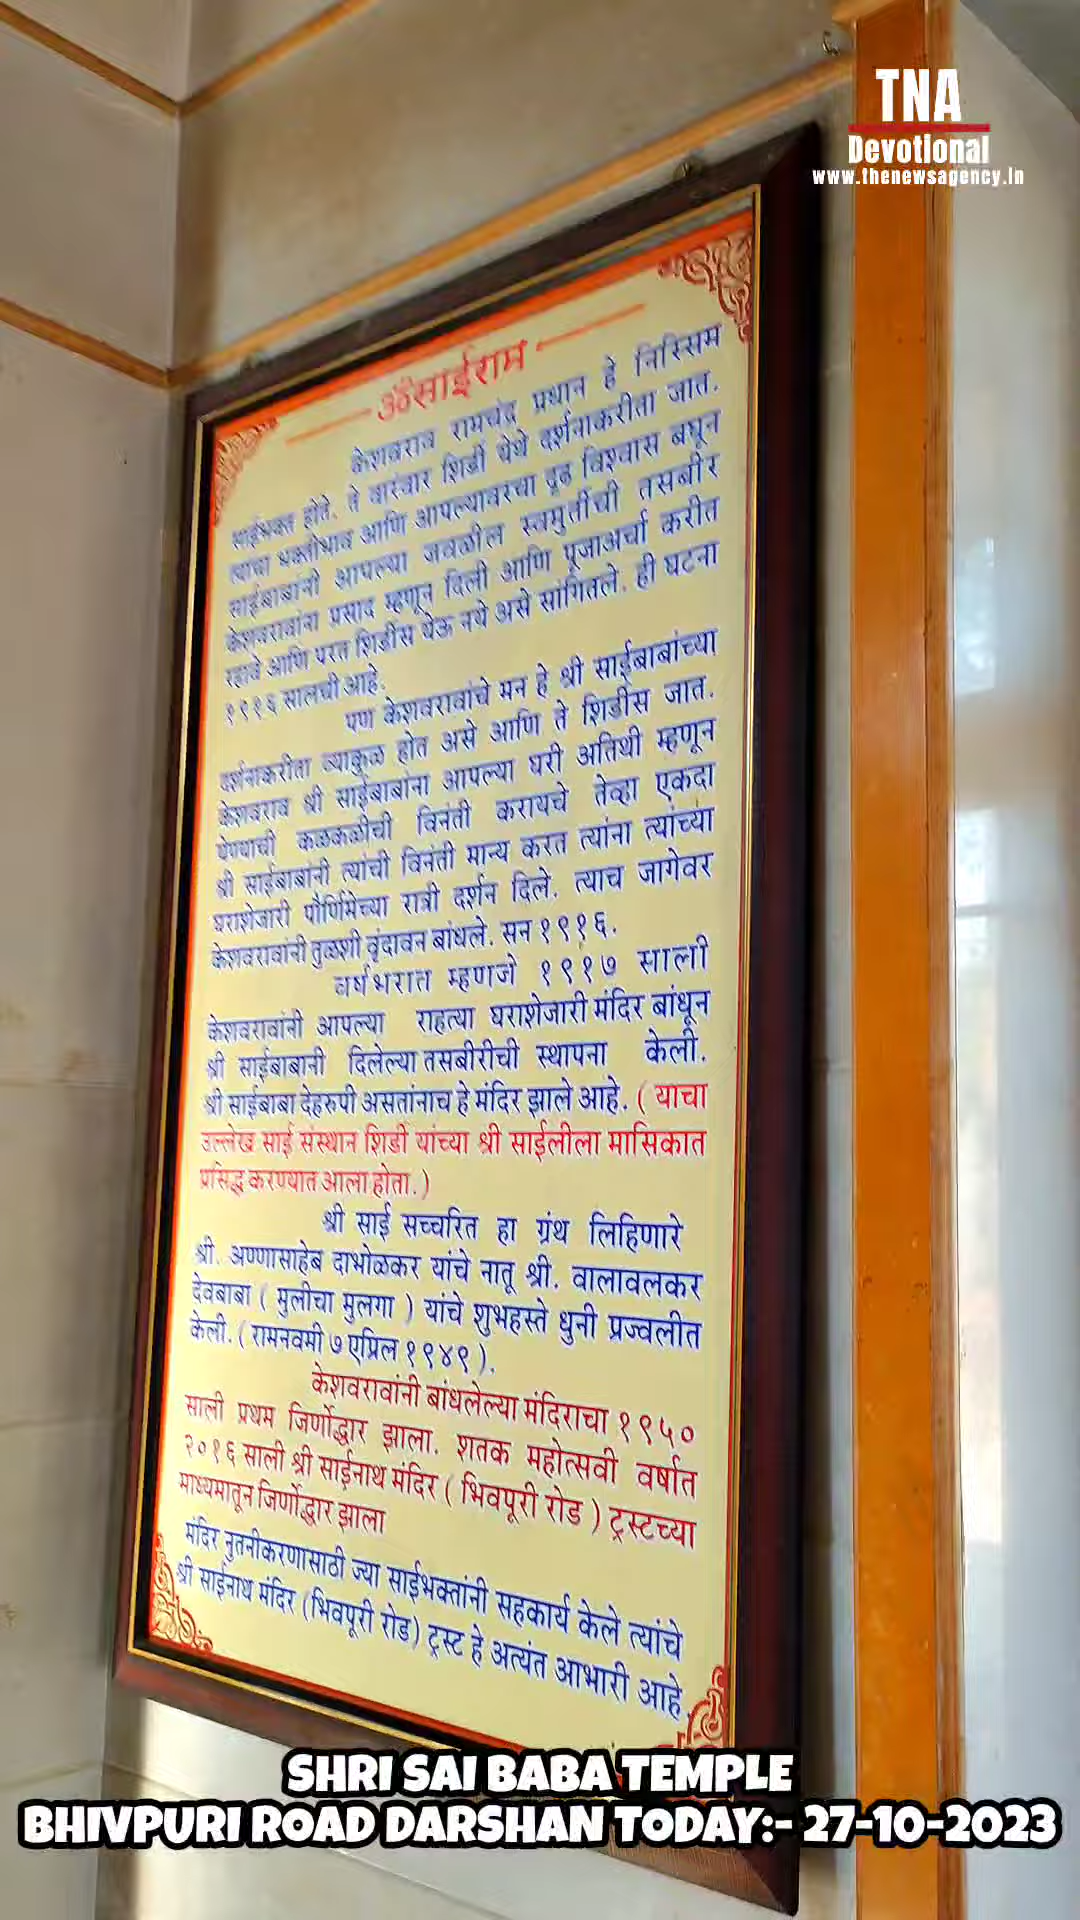 TNA
Devotional
www.thenewsagency.in
ॐसाईराम
केशवराव रामचंद्र प्रधान हे निस्सिम
साईभक्त होते. ते वारंवार शिर्डी येथे दर्शनाकरीता जात.
त्याचा भक्तीभाव आणि आपल्यावरचा दृढ विश्वास बघून
साईबाबांनी आपल्या जवळील स्वमुर्तीची तसबीर
केशवरावांना प्रसाद म्हणून दिली आणि पूजाअर्चा करीत
रहावे आणि परत शिर्डीस येऊ नये असे सांगितले. ही घटना
१९१६ सालची आहे.
पण केशवरावांचे मन हे श्री साईबाबांच्या
दर्शनाकरीता व्याकुळ होत असे आणि ते शिर्डीस जात.
केशवराव श्री साईबाबांना आपल्या घरी अतिथी म्हणून
येण्याची कळकळीची विनंती करायचे तेव्हा एकदा
श्री साईबाबांनी त्यांची विनंती मान्य करत त्यांना त्यांच्या
घराशेजारी पौर्णिमेच्या रात्री दर्शन दिले. त्याच जागेवर
केशवरावांनी तुळशी वृंदावन बांधले. सन १९१६.
वर्षभरात म्हणजे १९१७ साली
केशवरावांनी आपल्या राहत्या घराशेजारी मंदिर बांधून
श्री साईबाबानी दिलेल्या तसबीरीची स्थापना केली.
श्री साईबाबा देहरुपी असतांनाच हे मंदिर झाले आहे. ( याचा
उल्लेख साई संस्थान शिर्डी यांच्या श्री साईलीला मासिकात
प्रसिद्ध करण्यात आला होता.)
श्री साई सच्चरित हा ग्रंथ लिहिणारे
श्री. अण्णासाहेब दाभोळकर यांचे नातू श्री. वालावलकर
देवबाबा ( मुलीचा मुलगा ) यांचे शुभहस्ते धुनी प्रज्वलीत
केली. ( रामनवमी ७ एप्रिल १९४९ ).
केशवरावांनी बांधलेल्या मंदिराचा १९५०
साली प्रथम जिर्णोद्धार झाला. शतक महोत्सवी वर्षात
२०१६ साली श्री साईनाथ मंदिर ( भिवपूरी रोड ) ट्रस्टच्या
माध्यमातून जिर्णोद्धार झाला
मंदिर नुतनीकरणासाठी ज्या साईभक्तांनी सहकार्य केले त्यांचे
श्री साईनाथ मंदिर (भिवपूरी रोड) ट्रस्ट हे अत्यंत आभारी आहे
SHRI SAI BABA TEMPLE
BHIVPURI ROAD DARSHAN TODAY:- 27-10-2023